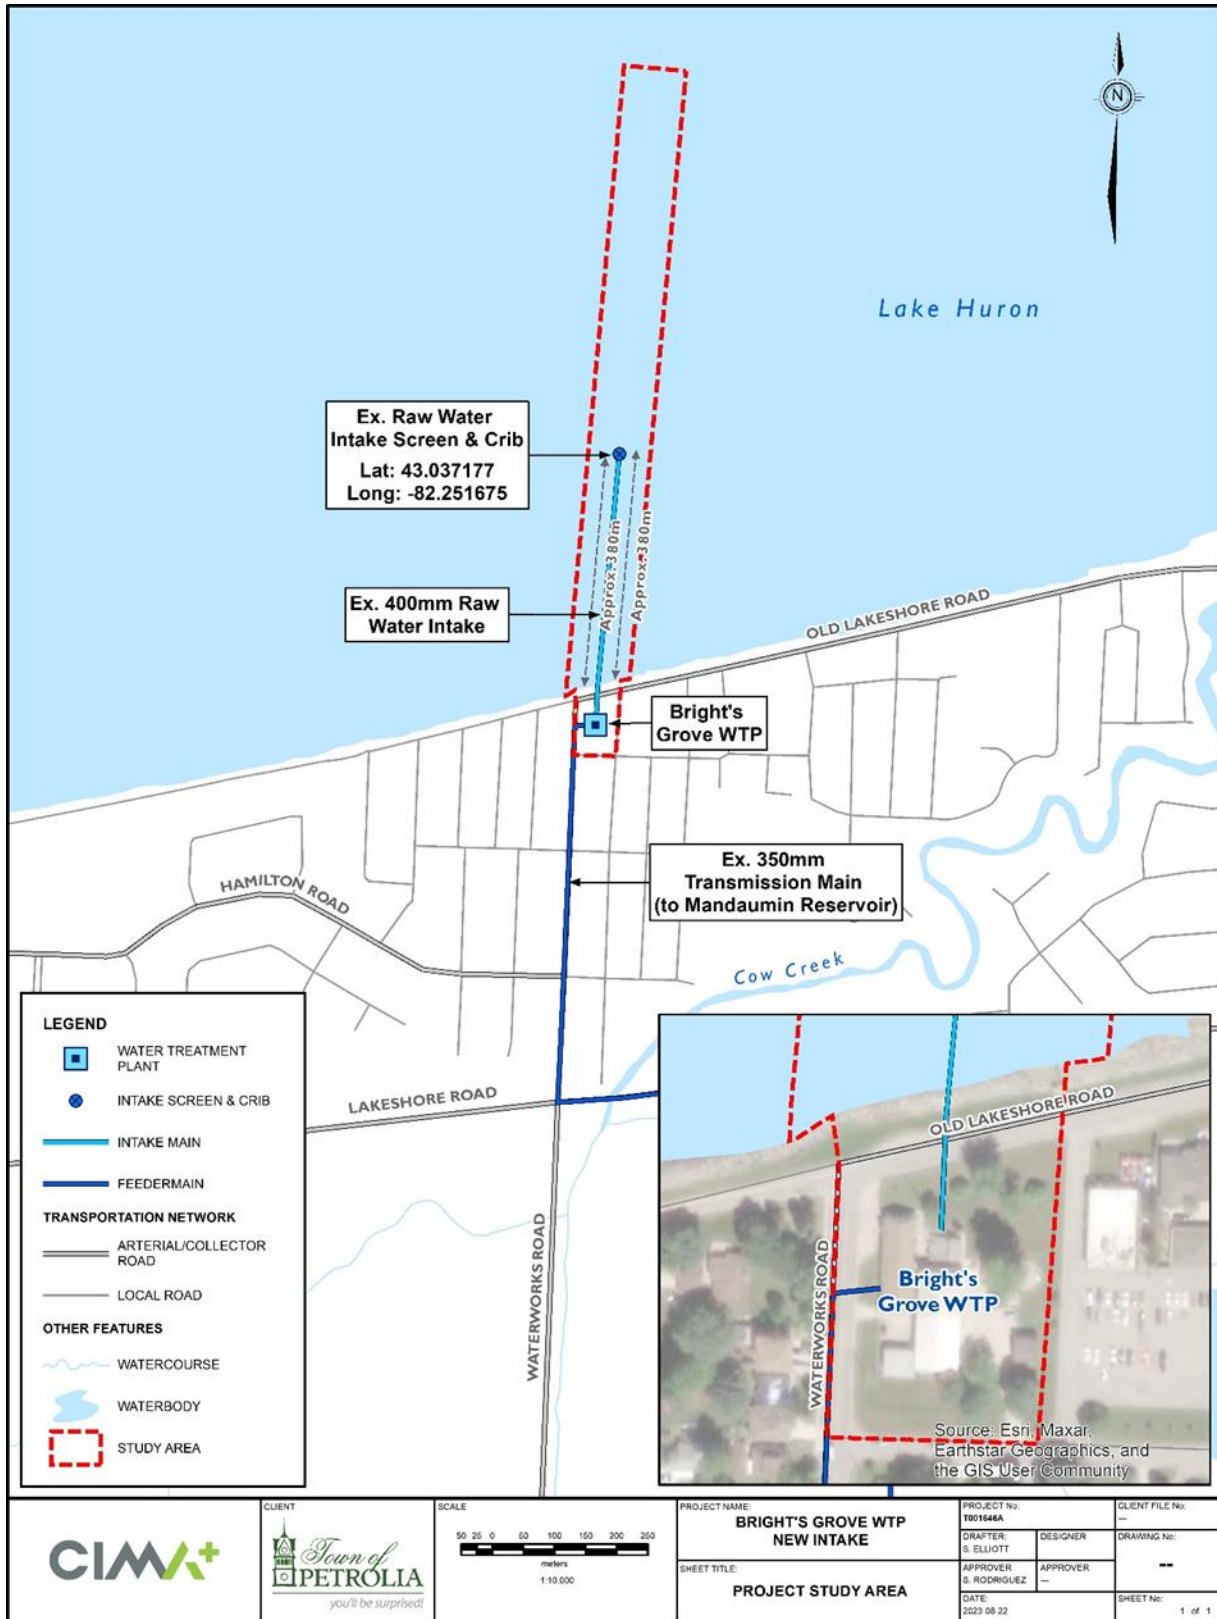 N
Lake Huron
Ex. Raw Water
Intake Screen & Crib
Lat: 43.037177
Long: -82.251675
Approx. 380m
Approx. 380m
Ex. 400mm Raw
Water Intake
OLD LAKESHORE ROAD
Bright's
Grove WTP
Ex. 350mm
Transmission Main
(to Mandaumin Reservoir)
HAMILTON ROAD
Cow Creek
LAKESHORE ROAD
WATERWORKS ROAD
LEGEND
WATER TREATMENT
PLANT
INTAKE SCREEN & CRIB
INTAKE MAIN
FEEDERMAIN
TRANSPORTATION NETWORK
ARTERIAL/COLLECTOR
ROAD
LOCAL ROAD
OTHER FEATURES
WATERCOURSE
WATERBODY
STUDY AREA
OLD LAKESHORE ROAD
WATERWORKS ROAD
Bright's
Grove WTP
Source: Esri, Maxar,
Earthstar Geographics, and
the GIS User Community
CIMA+
CLIENT
Town of
PETROLIA
you'll be surprised!
SCALE
50 25 0 50 100 150 200 250
meters
1:10,000
PROJECT NAME:
BRIGHT'S GROVE WTP
NEW INTAKE
SHEET TITLE:
PROJECT STUDY AREA
PROJECT No:
T001646A
CLIENT FILE No:
---
DRAFTER:
S. ELLIOTT
DESIGNER
DRAWING No:
--
APPROVER
S. RODRIGUEZ
APPROVER
---
DATE:
2023 08 22
SHEET No:
1 of 1